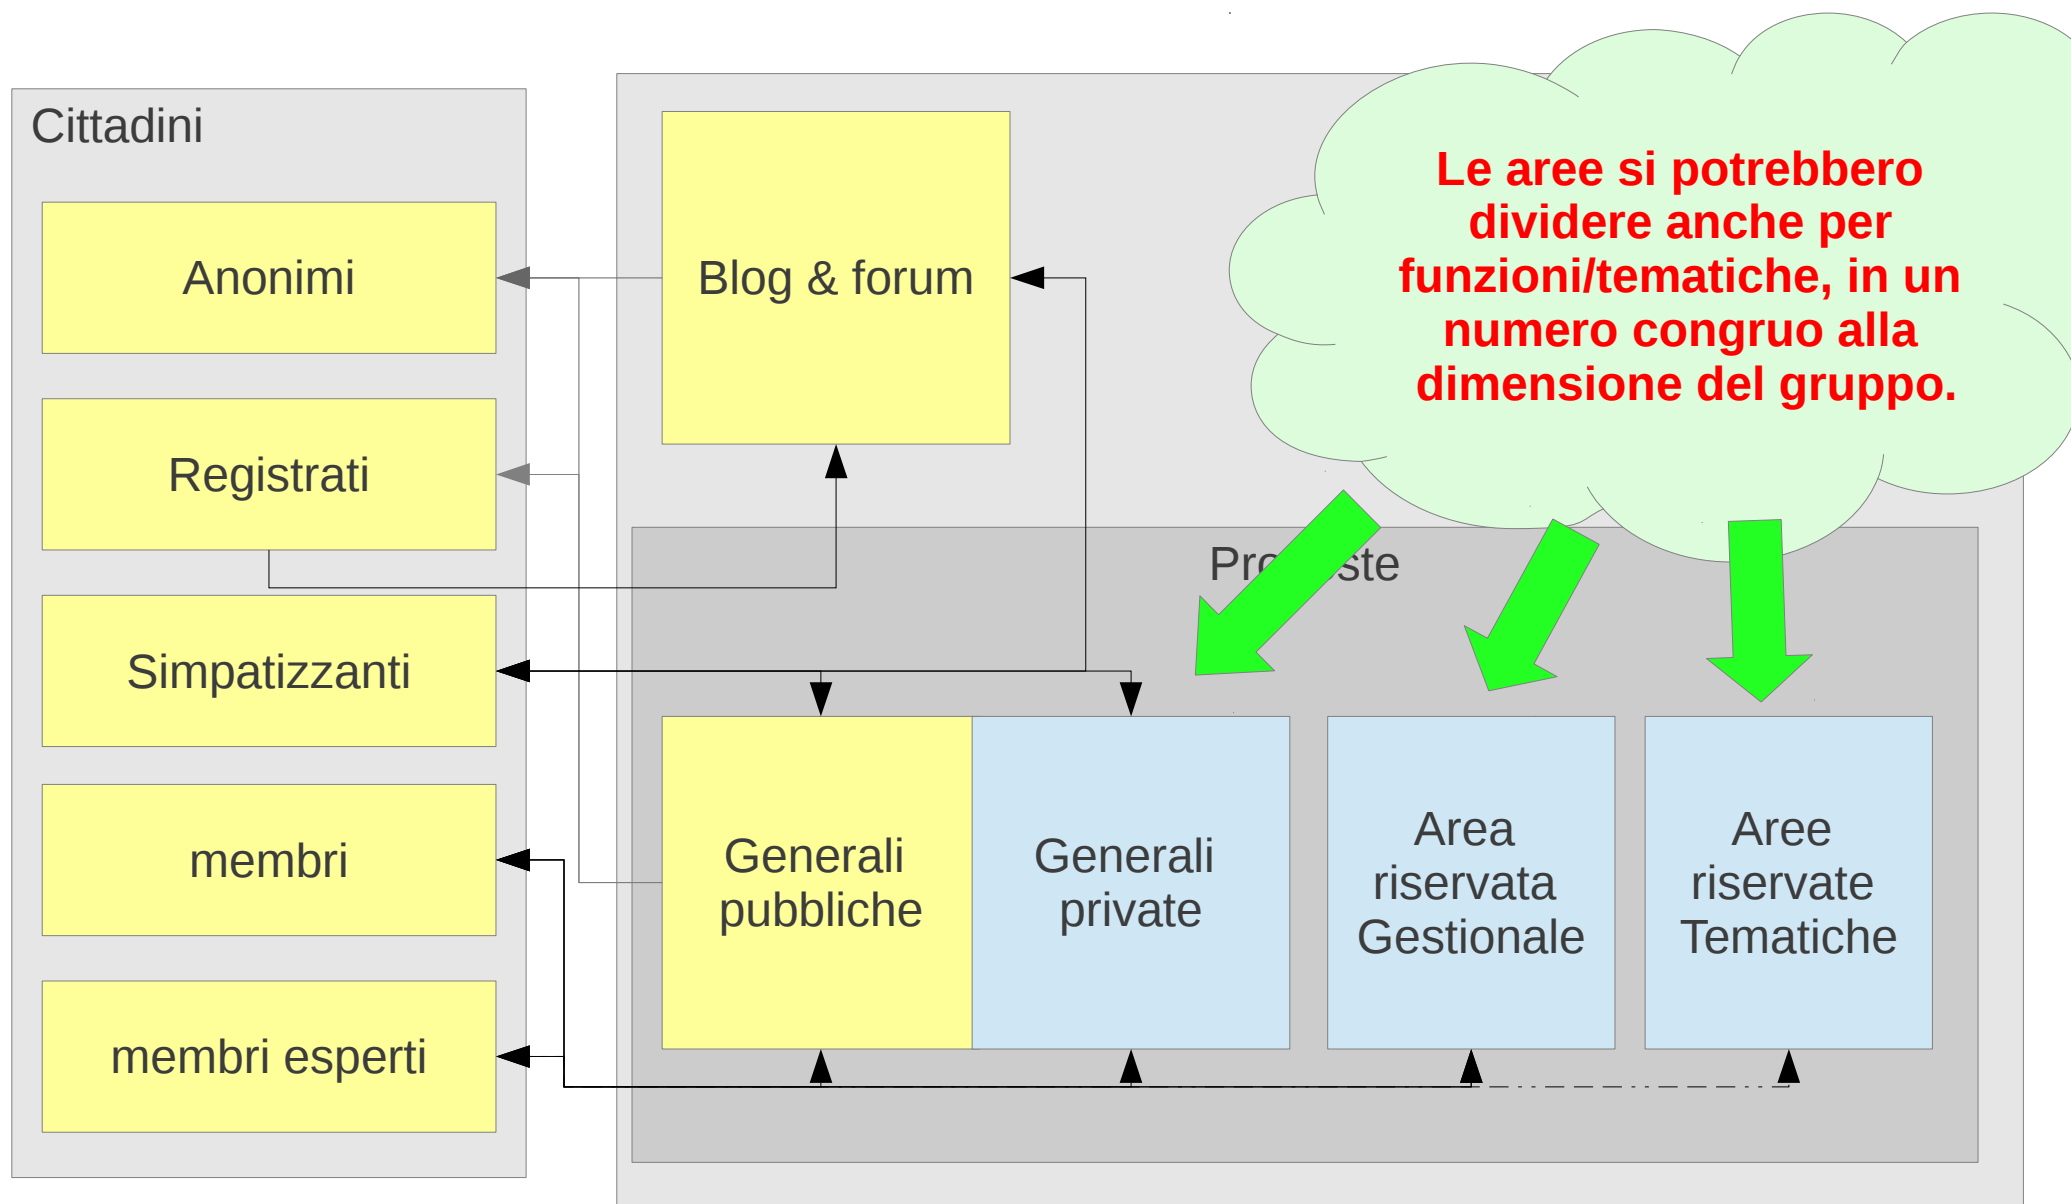 Cittadini
Anonimi
Registrati
Simpatizzanti
membri
membri esperti
Blog & forum
Le aree si potrebbero
dividere anche per
funzioni/tematiche, in un
numero congruo alla
dimensione del gruppo.
Generali
pubbliche
Generali
private
Area
riservata
Gestionale
Aree
riservate
Tematiche